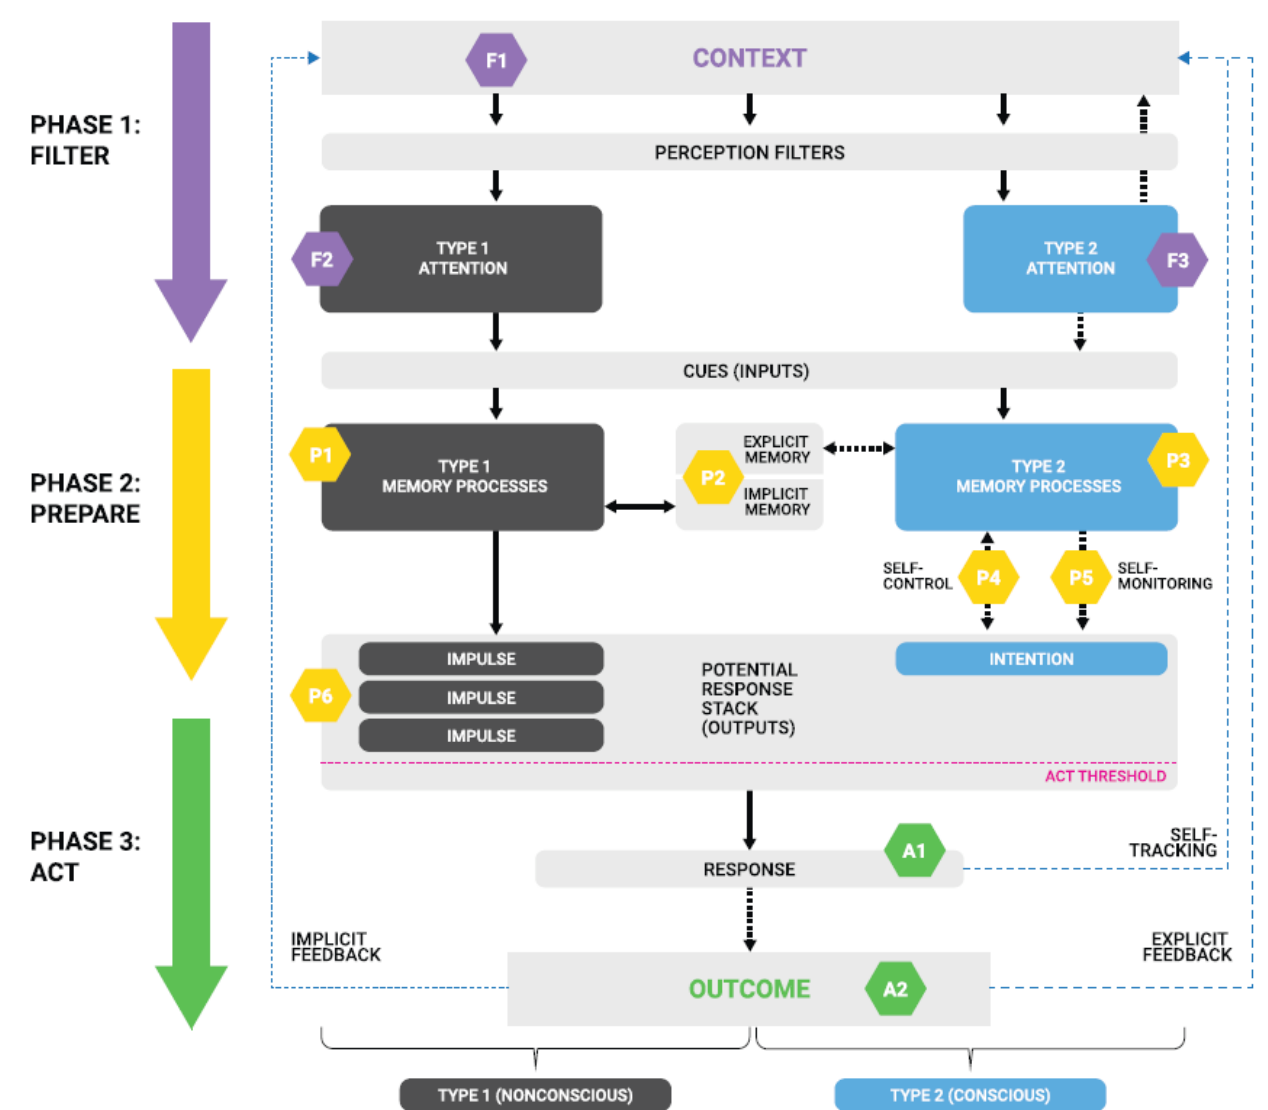 F1
CONTEXT
PHASE 1:
FILTER
PERCEPTION FILTERS
F2
TYPE 1
ATTENTION
TYPE 2
ATTENTION
F3
CUES (INPUTS)
PHASE 2:
PREPARE
P1
TYPE 1
MEMORY PROCESSES
P2
EXPLICIT
MEMORY
IMPLICIT
MEMORY
TYPE 2
MEMORY PROCESSES
P3
SELF-
CONTROL
P4
P5
SELF-
MONITORING
P6
IMPULSE
IMPULSE
IMPULSE
POTENTIAL
RESPONSE
STACK
(OUTPUTS)
INTENTION
ACT THRESHOLD
PHASE 3:
ACT
RESPONSE
A1
SELF-
TRACKING
IMPLICIT
FEEDBACK
EXPLICIT
FEEDBACK
OUTCOME
A2
TYPE 1 (NONCONSCIOUS)
TYPE 2 (CONSCIOUS)